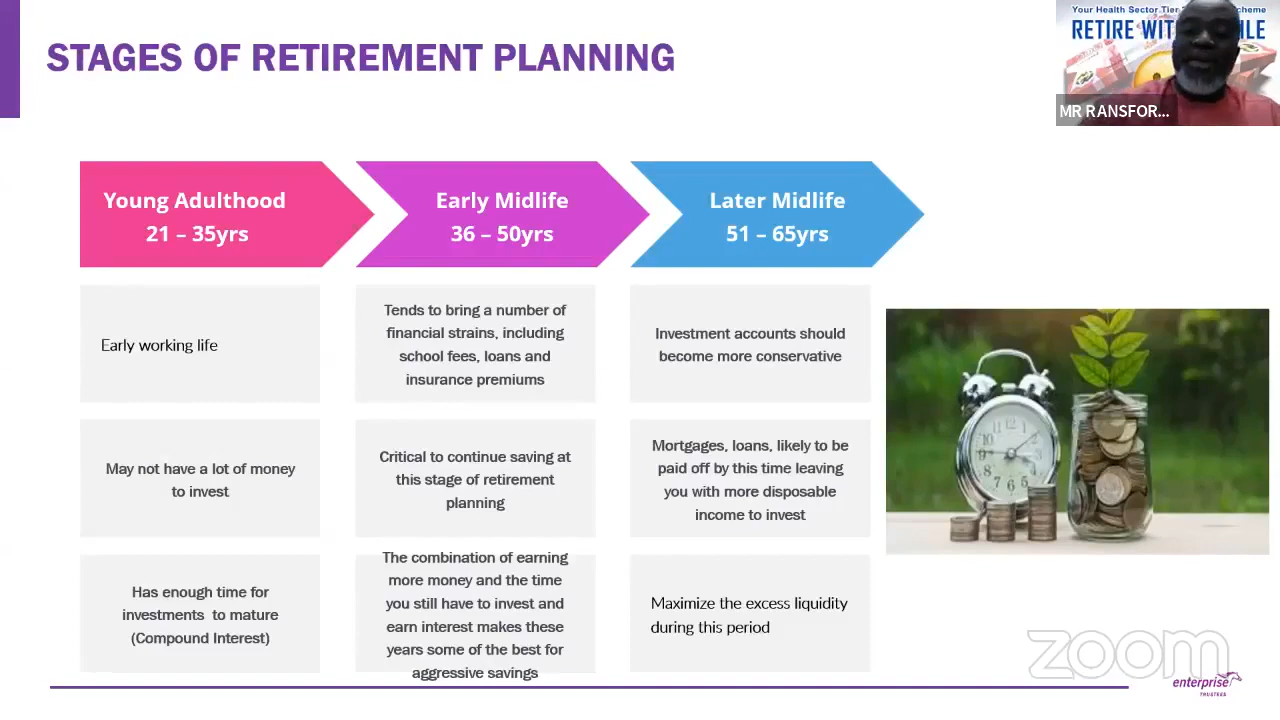 STAGES OF RETIREMENT PLANNING
Your Health Sector Tier
RETIRE WIT
MR RANSFOR...
Young Adulthood
21 – 35yrs
Early Midlife
36 – 50yrs
Later Midlife
51 – 65yrs
Early working life
May not have a lot of money
to invest
Has enough time for
investments to mature
(Compound Interest)
Tends to bring a number of
financial strains, including
school fees, loans and
insurance premiums
Critical to continue saving at
this stage of retirement
planning
The combination of earning
more money and the time
you still have to invest and
earn interest makes these
years some of the best for
aggressive savings
Investment accounts should
become more conservative
Mortgages, loans, likely to be
paid off by this time leaving
you with more disposable
income to invest
Maximize the excess liquidity
during this period
zoom
enterprise
TRUSTEES